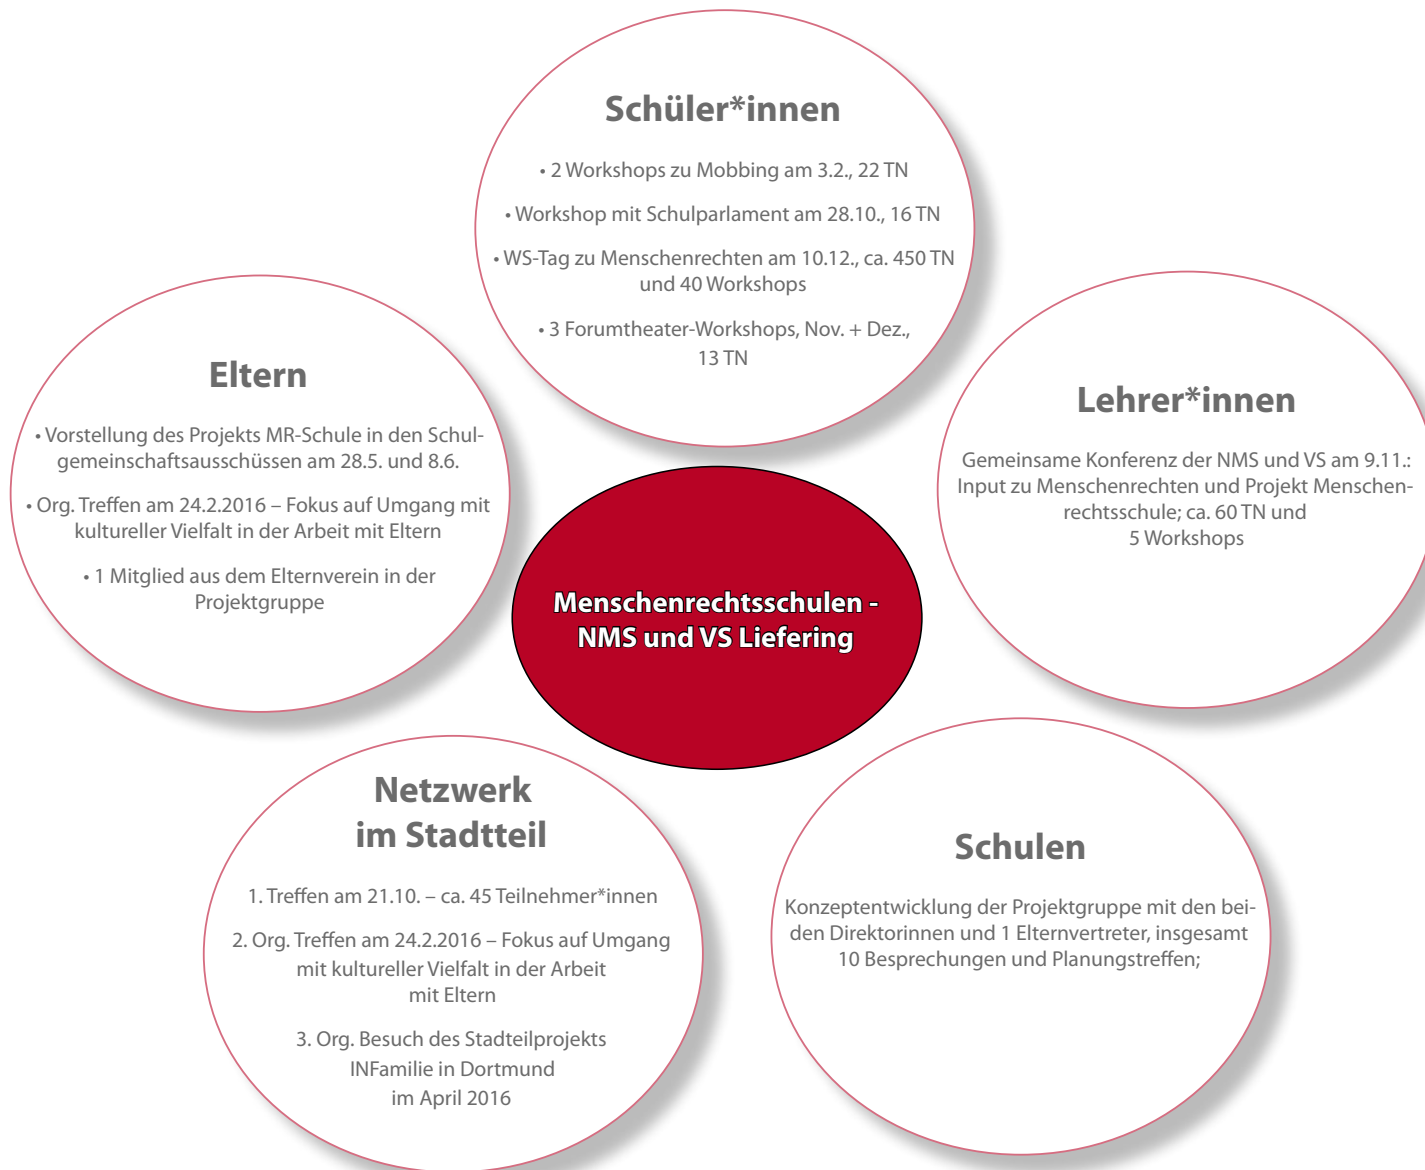 Schüler*innen
• 2 Workshops zu Mobbing am 3.2., 22 TN
• Workshop mit Schulparlament am 28.10., 16 TN
• WS-Tag zu Menschenrechten am 10.12., ca. 450 TN
und 40 Workshops
• 3 Forumtheater-Workshops, Nov. + Dez.,
13 TN
Eltern
• Vorstellung des Projekts MR-Schule in den Schul-
gemeinschaftsausschüssen am 28.5. und 8.6.
• Org. Treffen am 24.2.2016 – Fokus auf Umgang mit
kultureller Vielfalt in der Arbeit mit Eltern
• 1 Mitglied aus dem Elternverein in der
Projektgruppe
Lehrer*innen
Gemeinsame Konferenz der NMS und VS am 9.11.:
Input zu Menschenrechten und Projekt Menschen-
rechtsschule; ca. 60 TN und
5 Workshops
Menschenrechtsschulen -
NMS und VS Liefering
Netzwerk
im Stadtteil
1. Treffen am 21.10. – ca. 45 Teilnehmer*innen
2. Org. Treffen am 24.2.2016 – Fokus auf Umgang
mit kultureller Vielfalt in der Arbeit
mit Eltern
3. Org. Besuch des Stadteilprojekts
INFamilie in Dortmund
im April 2016
Schulen
Konzeptentwicklung der Projektgruppe mit den bei-
den Direktorinnen und 1 Elternvertreter, insgesamt
10 Besprechungen und Planungstreffen;